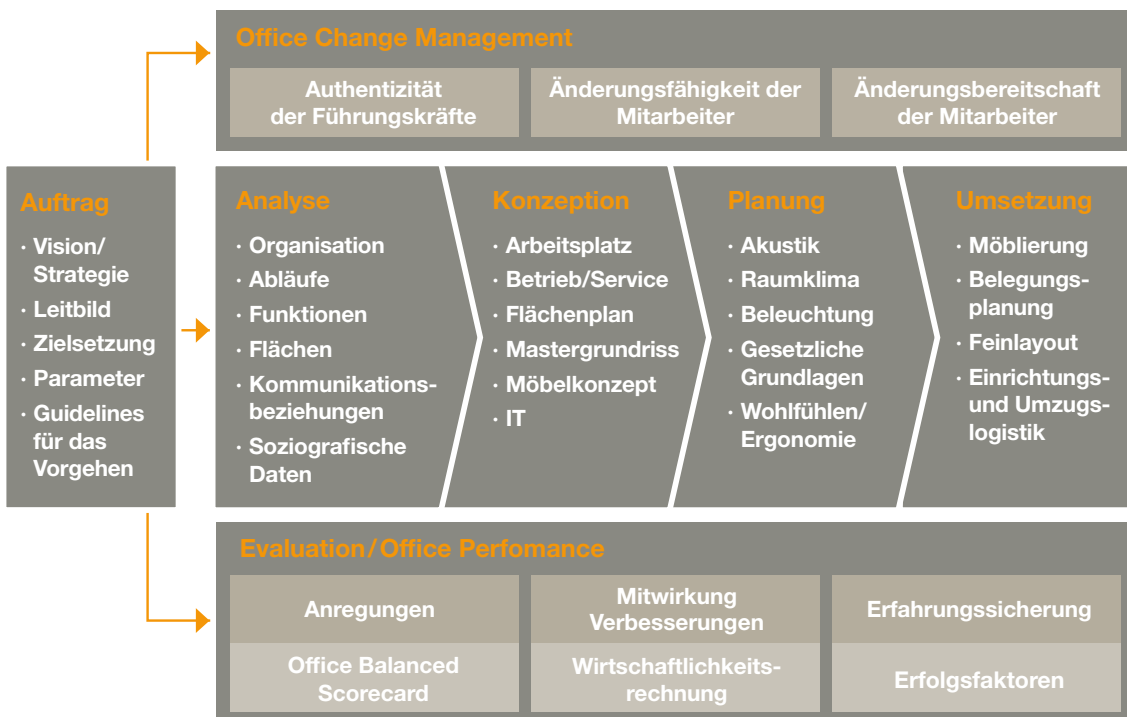 Office Change Management
Authentizität
der Führungskräfte
Änderungsfähigkeit der
Mitarbeiter
Änderungsbereitschaft
der Mitarbeiter
Auftrag
· Vision/
Strategie
· Leitbild
· Zielsetzung
· Parameter
· Guidelines
für das
Vorgehen
Analyse
· Organisation
· Abläufe
· Funktionen
· Flächen
· Kommunikations-
beziehungen
· Soziografische
Daten
Konzeption
· Arbeitsplatz
· Betrieb/Service
· Flächenplan
· Mastergrundriss
· Möbelkonzept
· IT
Planung
· Akustik
· Raumklima
· Beleuchtung
· Gesetzliche
Grundlagen
· Wohlfühlen/
Ergonomie
Umsetzung
· Möblierung
· Belegungs-
planung
· Feinlayout
· Einrichtungs-
und Umzugs-
logistik
Evaluation/Office Perfomance
Anregungen
Mitwirkung
Verbesserungen
Erfahrungssicherung
Office Balanced
Scorecard
Wirtschaftlichkeits-
rechnung
Erfolgsfaktoren